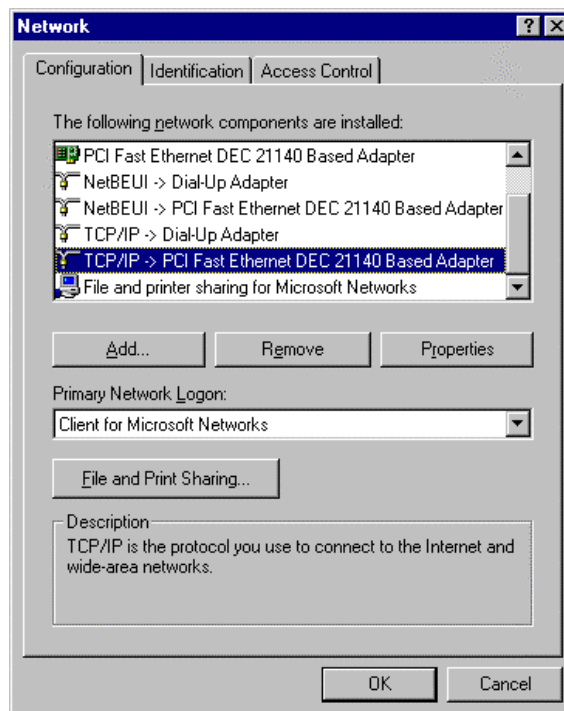 Network
Configuration Identification Access Control
The following network components are installed:
PCI Fast Ethernet DEC 21140 Based Adapter
NetBEUI -> Dial-Up Adapter
NetBEUI -> PCI Fast Ethernet DEC 21140 Based Adapter
TCP/IP -> Dial-Up Adapter
TCP/IP -> PCI Fast Ethernet DEC 21140 Based Adapter
File and printer sharing for Microsoft Networks
Add... Remove Properties
Primary Network Logon:
Client for Microsoft Networks
File and Print Sharing...
Description
TCP/IP is the protocol you use to connect to the Internet and
wide-area networks.
OK Cancel